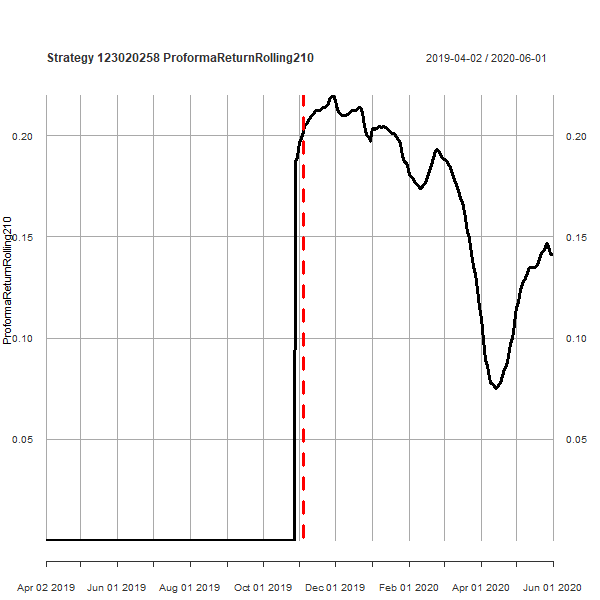 Strategy 123020258 ProformaReturnRolling210
2019-04-02 / 2020-06-01
ProformaReturnRolling210
0.20
0.15
0.10
0.05
0.20
0.15
0.10
0.05
Apr 02 2019
Jun 01 2019
Aug 01 2019
Oct 01 2019
Dec 01 2019
Feb 01 2020
Apr 01 2020
Jun 01 2020